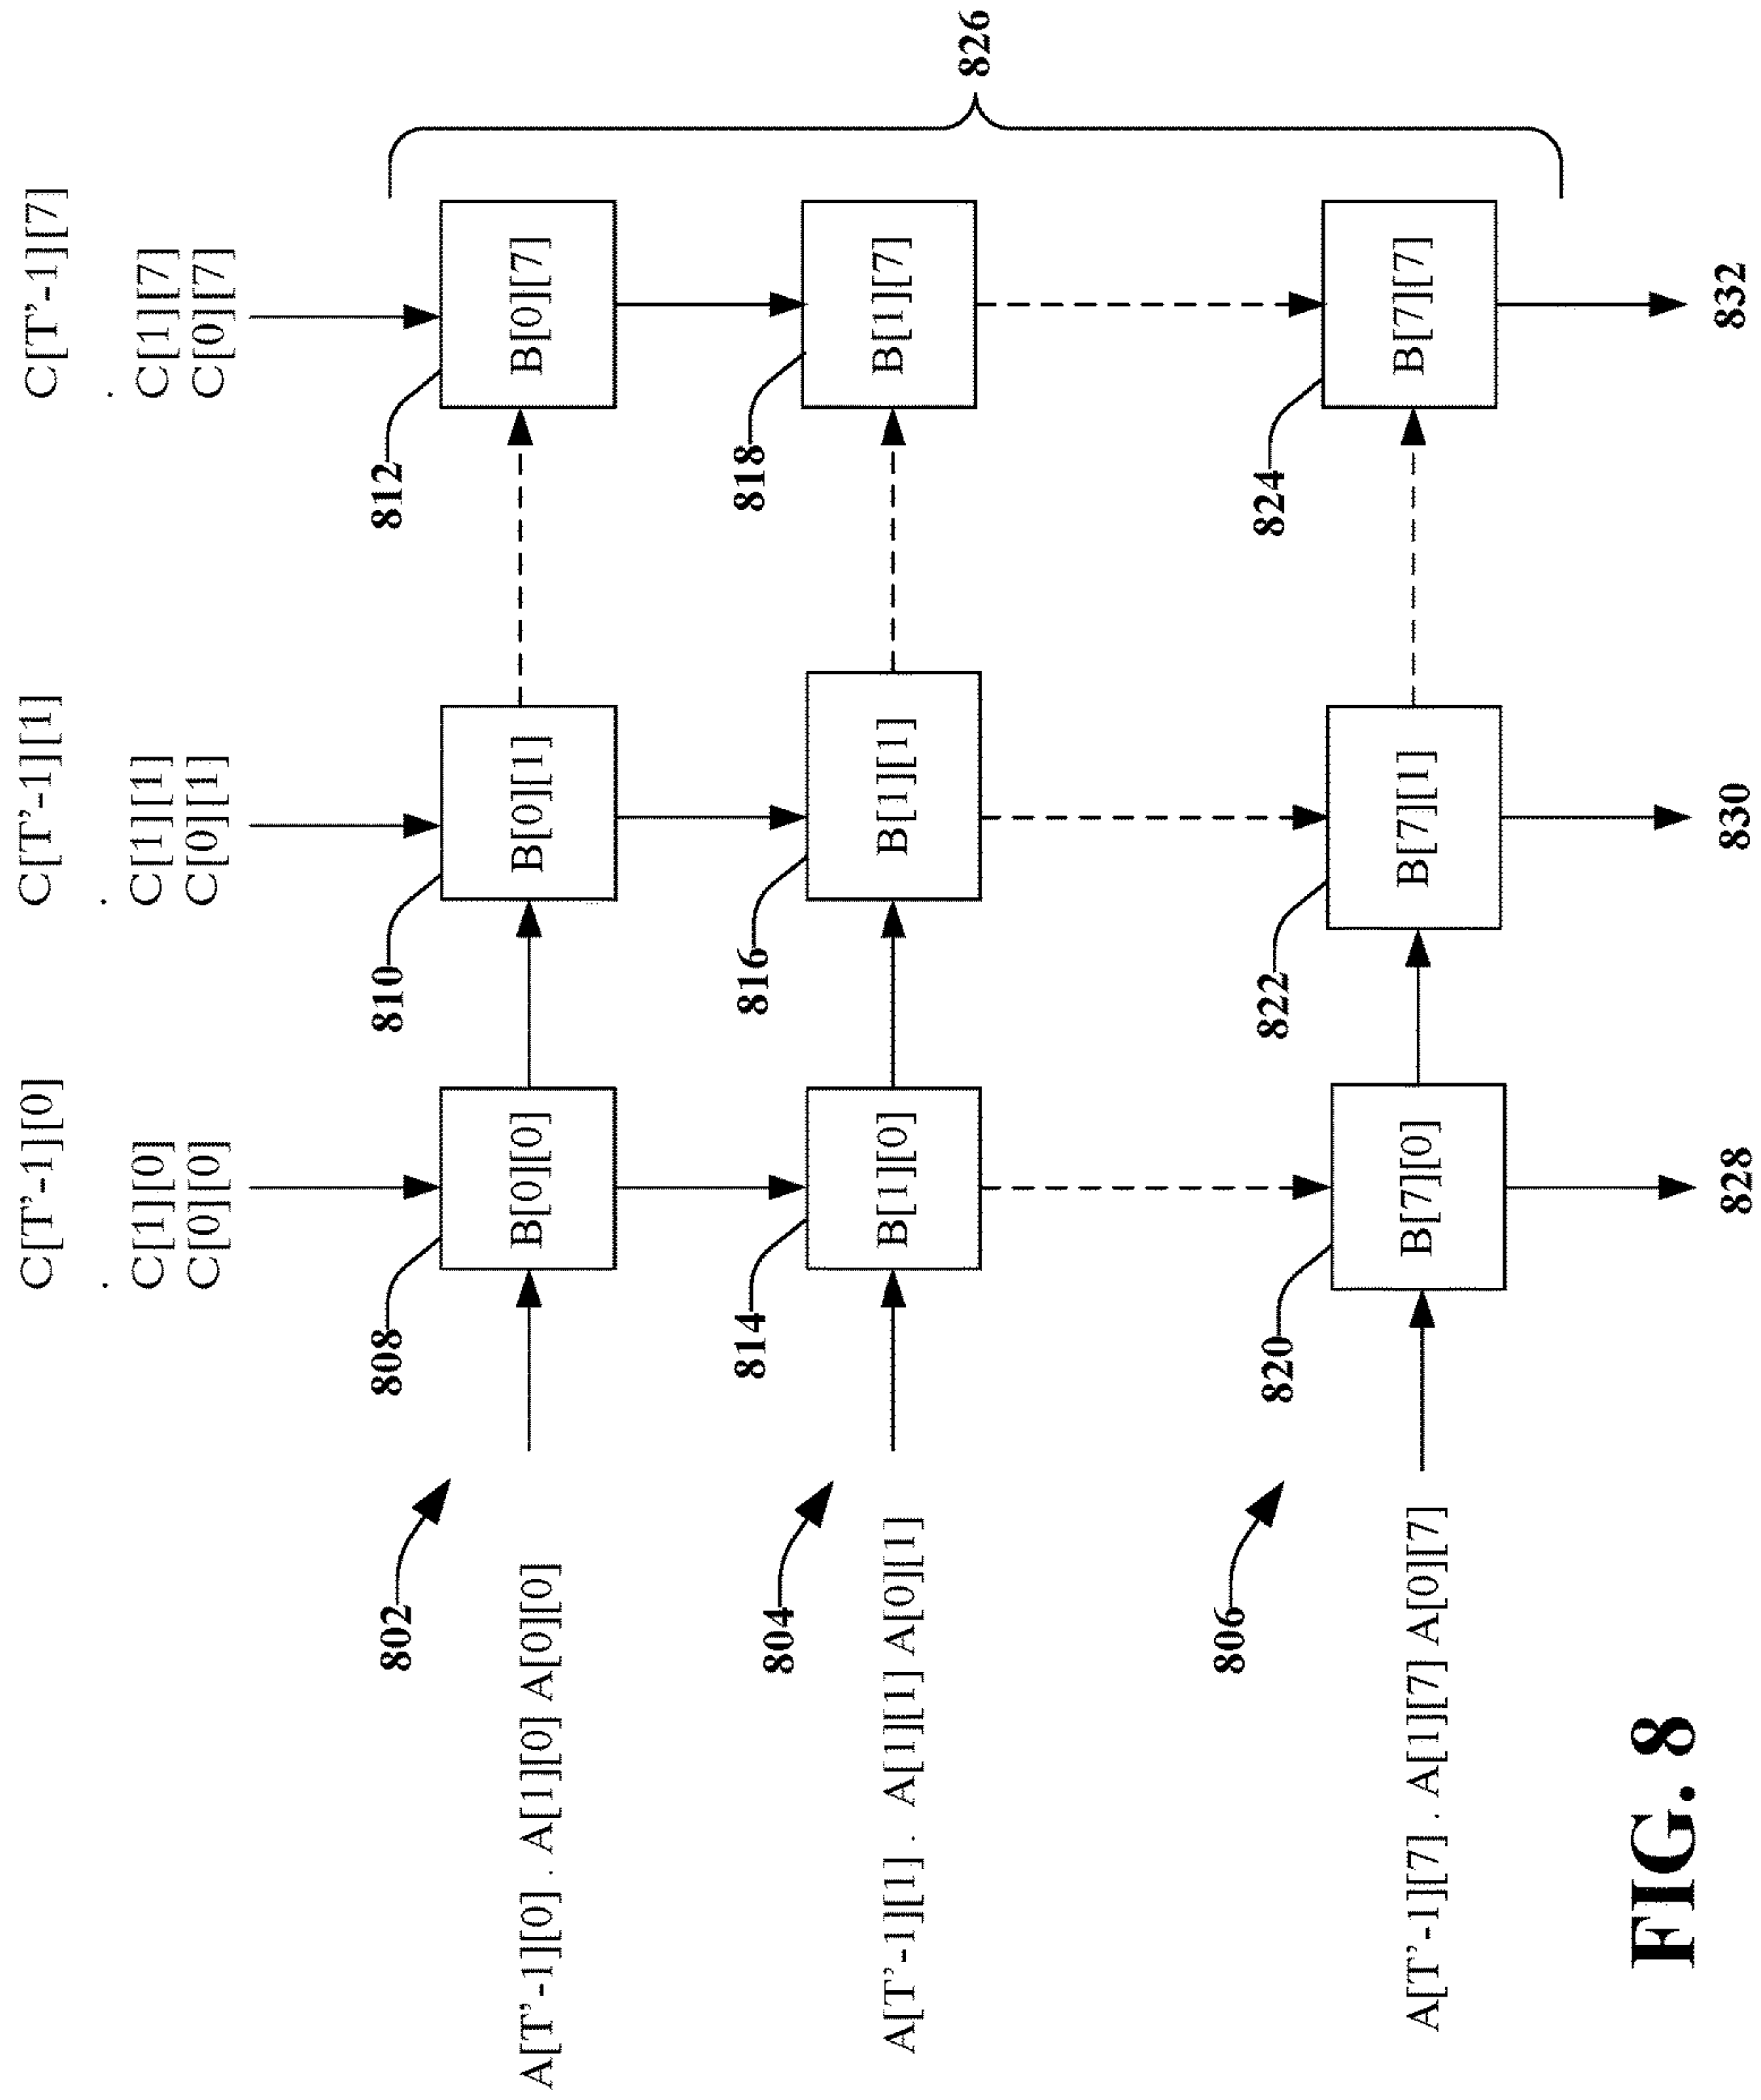 C[T’-1][0] C[T’-1][1] C[T’-1][7]
. . .
C[1][0] C[1][1] C[1][7]
C[0][0] C[0][1] C[0][7]
802 808 810 812
A[T’-1][0] . A[1][0] A[0][0] B[0][0] B[0][1] B[0][7]
804 814 816 818
A[T’-1][1] . A[1][1] A[0][1] B[1][0] B[1][1] B[1][7]
826
806 820 822 824
A[T’-1][7] . A[1][7] A[0][7] B[7][0] B[7][1] B[7][7]
828 830 832
FIG. 8